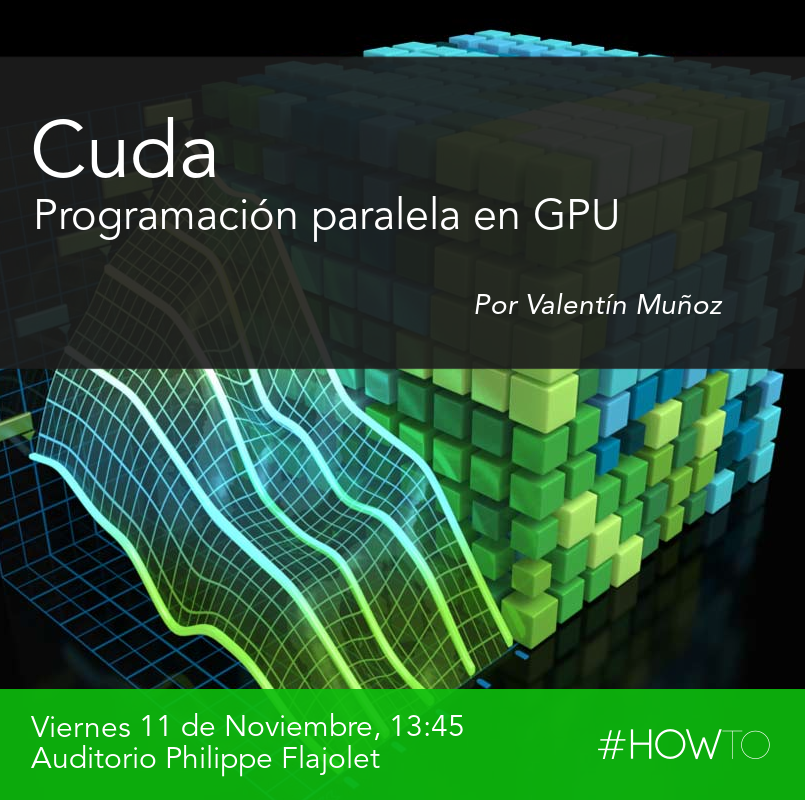 Cuda
Programación paralela en GPU
Por Valentín Muñoz
Viernes 11 de Noviembre, 13:45
Auditorio Philippe Flajolet
#HOWTO